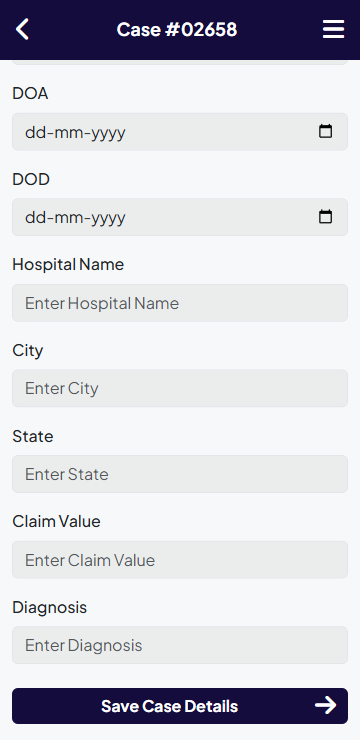 Case #02658
DOA
dd-mm-yyyy
DOD
dd-mm-yyyy
Hospital Name
Enter Hospital Name
City
Enter City
State
Enter State
Claim Value
Enter Claim Value
Diagnosis
Enter Diagnosis
Save Case Details